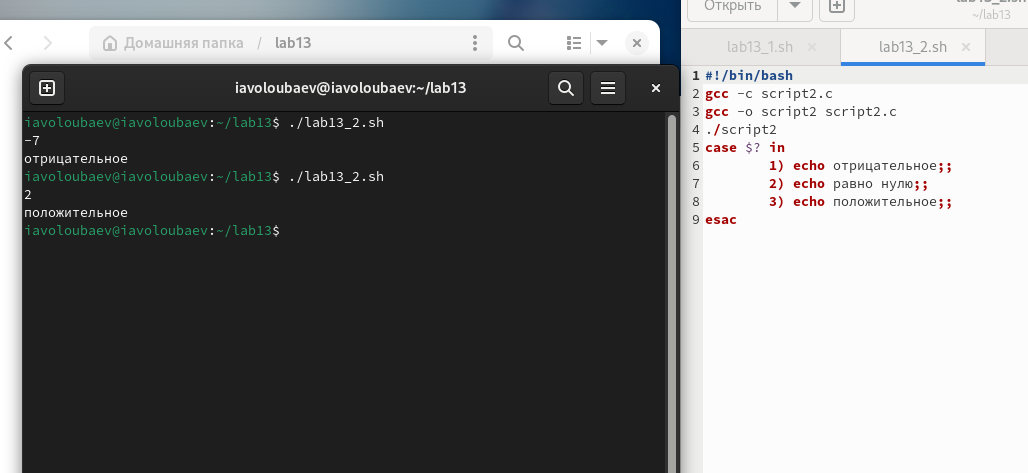 Домашняя папка / lab13
iavoloubaev@iavoloubaev:~/lab13
iavoloubaev@iavoloubaev:~/lab13$ ./lab13_2.sh
-7
отрицательное
iavoloubaev@iavoloubaev:~/lab13$ ./lab13_2.sh
2
положительное
iavoloubaev@iavoloubaev:~/lab13$
Открыть
lab13_2.sh
~/lab13
lab13_1.sh
lab13_2.sh
1 #!/bin/bash
2 gcc -c script2.c
3 gcc -o script2 script2.c
4 ./script2
5 case $? in
6 1) echo отрицательное;;
7 2) echo равно нулю;;
8 3) echo положительное;;
9 esac